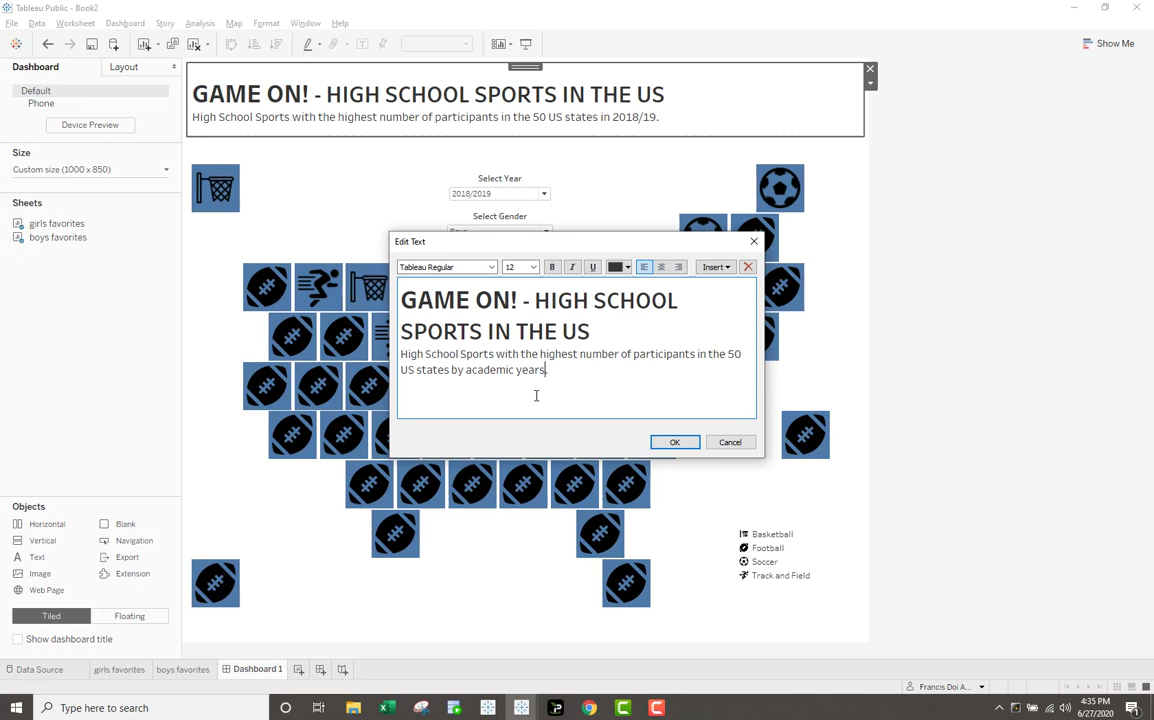 Tableau Public - Book2
File Data Worksheet Dashboard Story Analysis Map Format Window Help
Show Me
Dashboard Layout
Default
Phone
Device Preview
Size
Custom size (1000 x 850)
Sheets
girls favorites
boys favorites
GAME ON! - HIGH SCHOOL SPORTS IN THE US
High School Sports with the highest number of participants in the 50 US states in 2018/19.
Select Year
2018/2019
Select Gender
Edit Text
Tableau Regular 12 B I U Insert
GAME ON! - HIGH SCHOOL
SPORTS IN THE US
High School Sports with the highest number of participants in the 50
US states by academic years.
OK Cancel
Basketball
Football
Soccer
Track and Field
Objects
Horizontal Blank
Vertical Navigation
Text Export
Image Extension
Web Page
Tiled Floating
Show dashboard title
Data Source girls favorites boys favorites Dashboard 1
Francis Doi A...
Type here to search
4:35 PM
6/27/2020